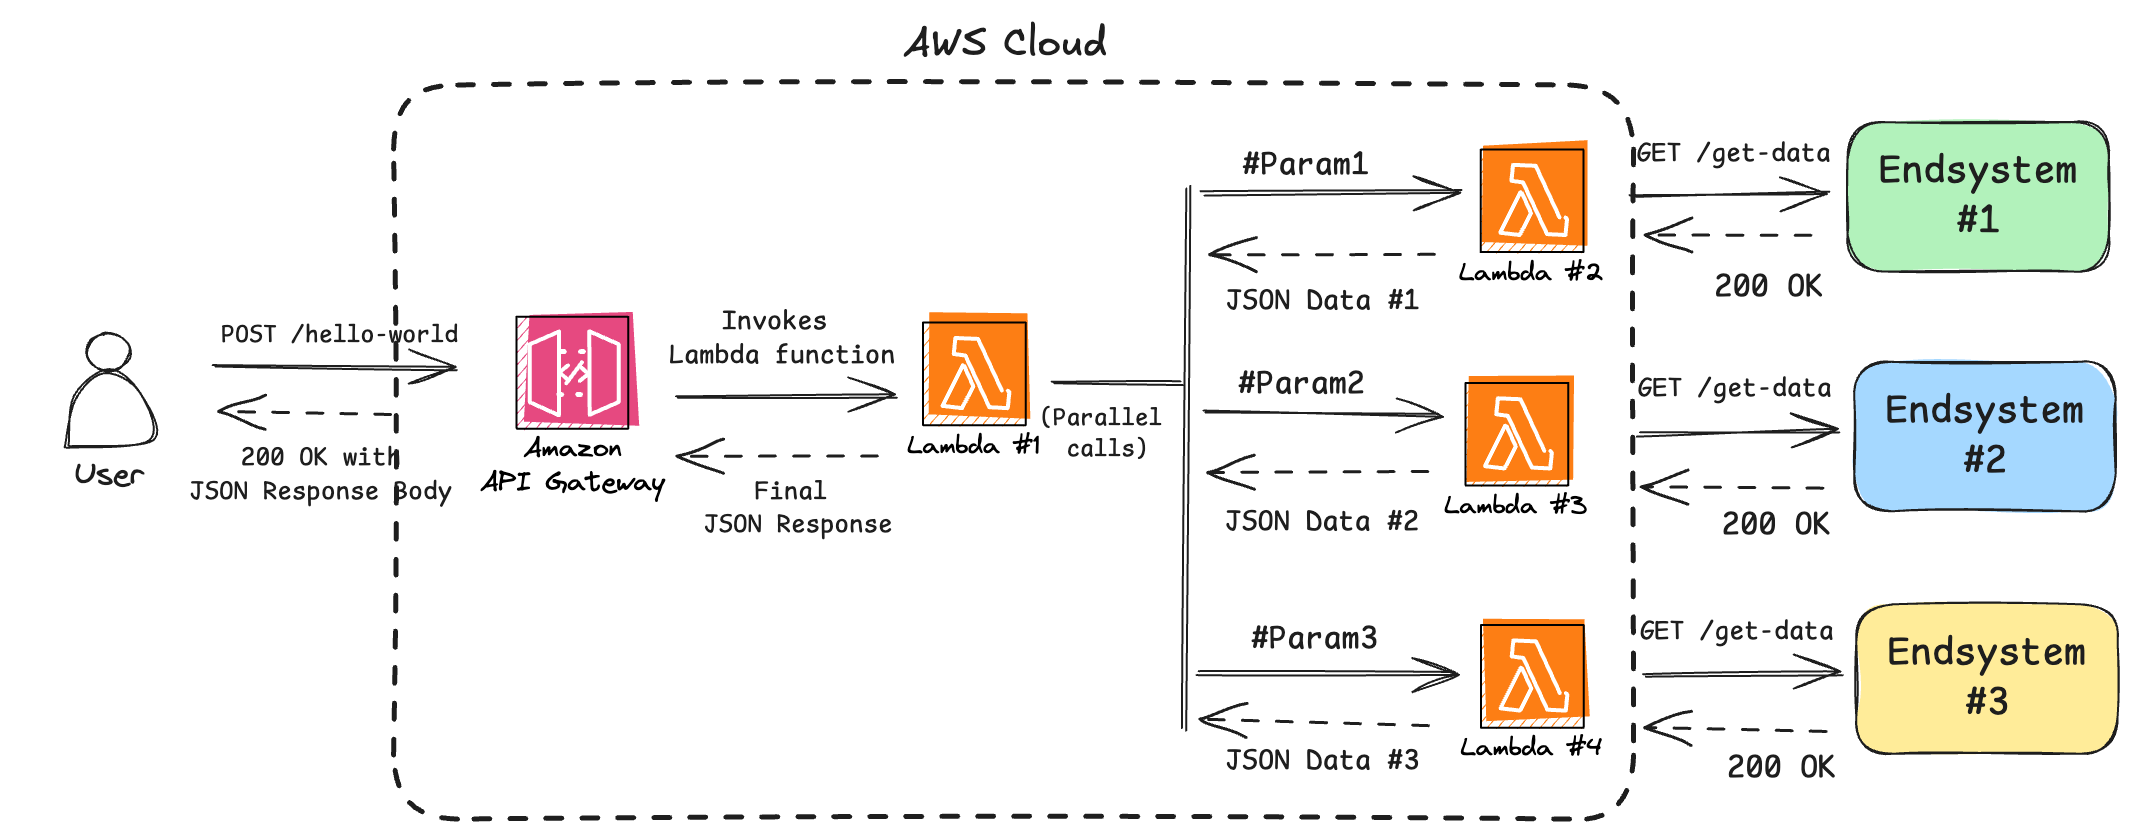 AWS Cloud
POST /hello-world
200 OK with
JSON Response Body
User
Amazon
API Gateway
Invokes
Lambda function
Final
JSON Response
Lambda #1
(Parallel
calls)
#Param1
JSON Data #1
Lambda #2
GET /get-data
200 OK
Endsystem
#1
#Param2
JSON Data #2
Lambda #3
GET /get-data
200 OK
Endsystem
#2
#Param3
JSON Data #3
Lambda #4
GET /get-data
200 OK
Endsystem
#3